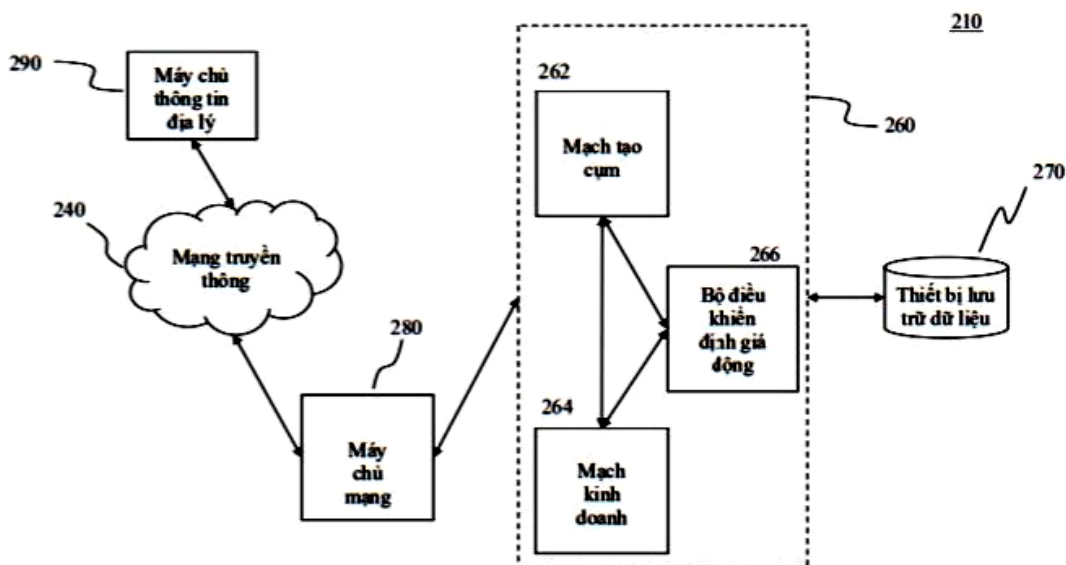 210
290
Máy chủ
thông tin
địa lý
262
260
Mạch tạo
cụm
270
240
Mạng truyền
thông
266
Bộ điều
khiển
định giá
động
Thiết bị lưu
trữ dữ liệu
280
Máy
chủ
mạng
264
Mạch
kinh
doanh